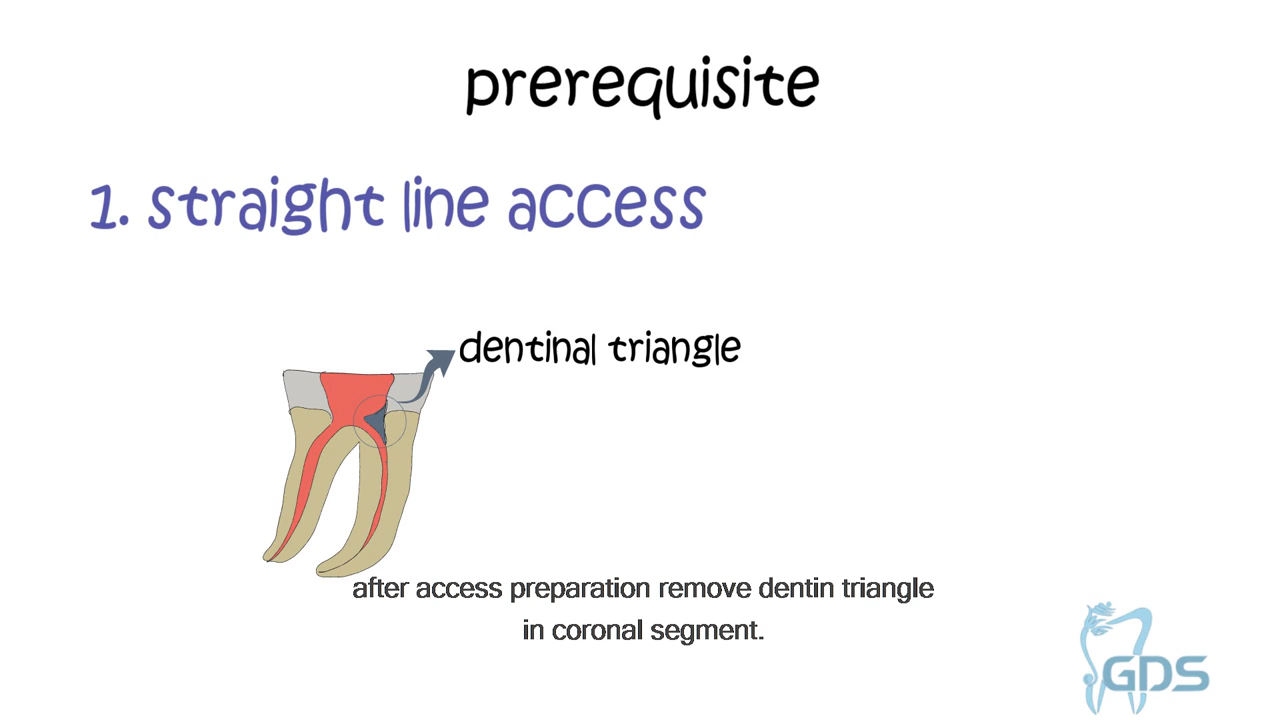 prerequisite
1. straight line access
dentinal triangle
after access preparation remove dentin triangle
in coronal segment.
GDS